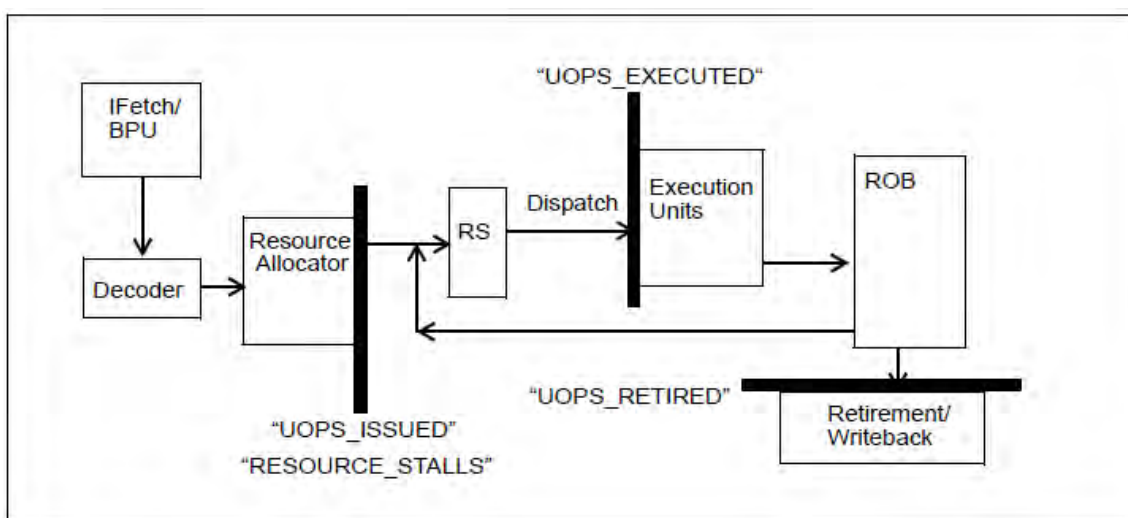 “UOPS_EXECUTED“
IFetch/
BPU
Execution
Units
ROB
Dispatch
RS
Resource
Allocator
Decoder
“UOPS_RETIRED”
Retirement/
Writeback
“UOPS_ISSUED”
“RESOURCE_STALLS”